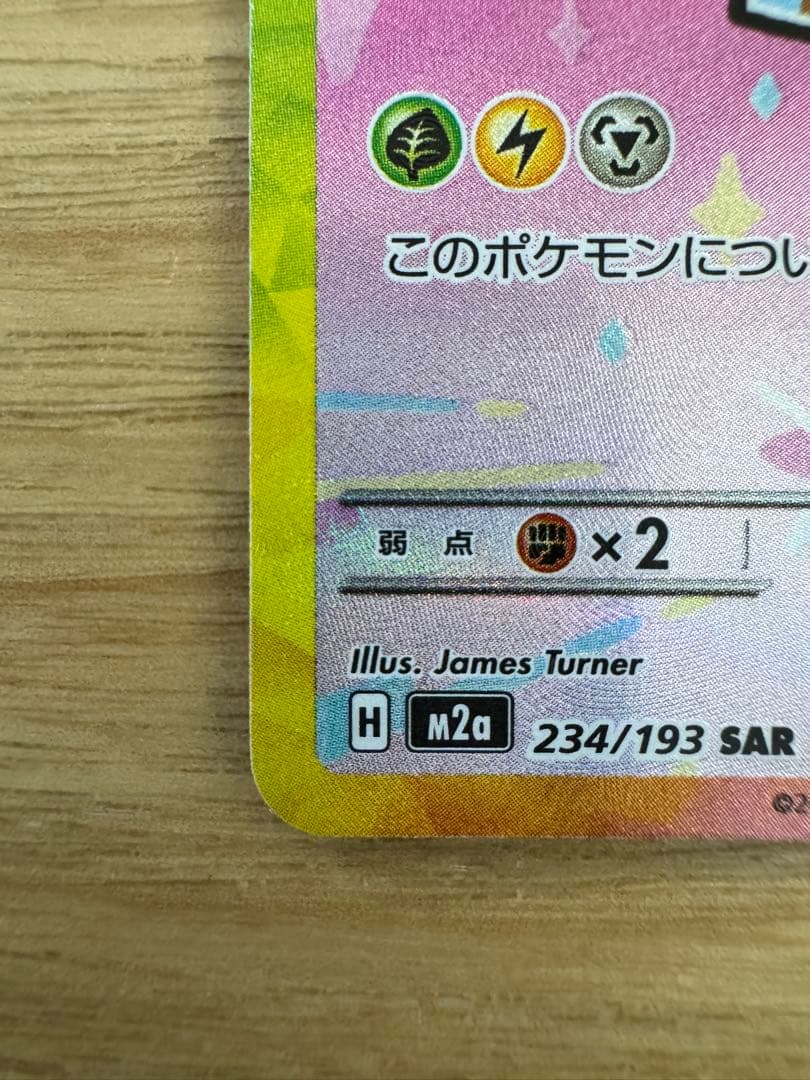 このポケモンについ
弱 点 ×2
Illus. James Turner
H M2a 234/193 SAR